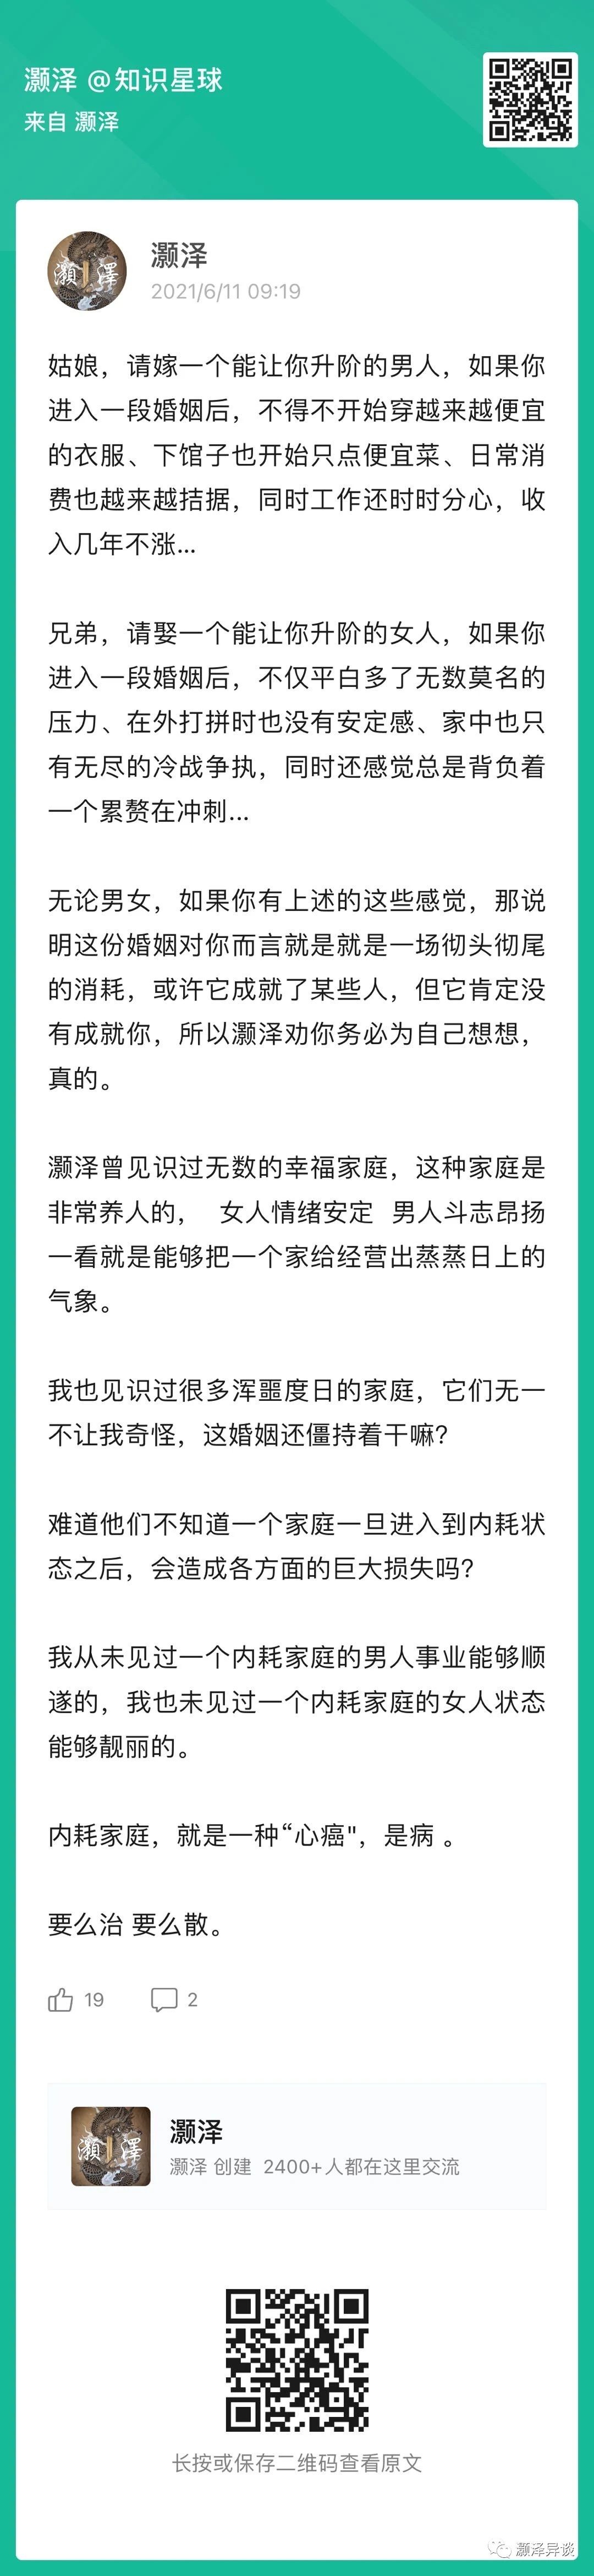 灏泽 @知识星球
来自 灏泽
灏泽
2021/6/11 09:19
姑娘，请嫁一个能让你升阶的男人，如果你
进入一段婚姻后，不得不开始穿越来越便宜
的衣服、下馆子也开始只点便宜菜、日常消
费也越来越拮据，同时工作还时时分心，收
入几年不涨...
兄弟，请娶一个能让你升阶的女人，如果你
进入一段婚姻后，不仅平白多了无数莫名的
压力、在外打拼时也没有安定感、家中也只
有无尽的冷战争执，同时还感觉总是背负着
一个累赘在冲刺...
无论男女，如果你有上述的这些感觉，那说
明这份婚姻对你而言就是就是一场彻头彻尾
的消耗，或许它成就了某些人，但它肯定没
有成就你，所以灏泽劝你务必为自己想想，
真的。
灏泽曾见识过无数的幸福家庭，这种家庭是
非常养人的， 女人情绪安定 男人斗志昂扬
一看就是能够把一个家给经营出蒸蒸日上的
气象。
我也见识过很多浑噩度日的家庭，它们无一
不让我奇怪，这婚姻还僵持着干嘛？
难道他们不知道一个家庭一旦进入到内耗状
态之后，会造成各方面的巨大损失吗？
我从未见过一个内耗家庭的男人事业能够顺
遂的，我也未见过一个内耗家庭的女人状态
能够靓丽的。
内耗家庭，就是一种“心癌"，是病 。
要么治 要么散。
19 2
灏泽
灏泽 创建 2400+人都在这里交流
长按或保存二维码查看原文
灏泽异谈